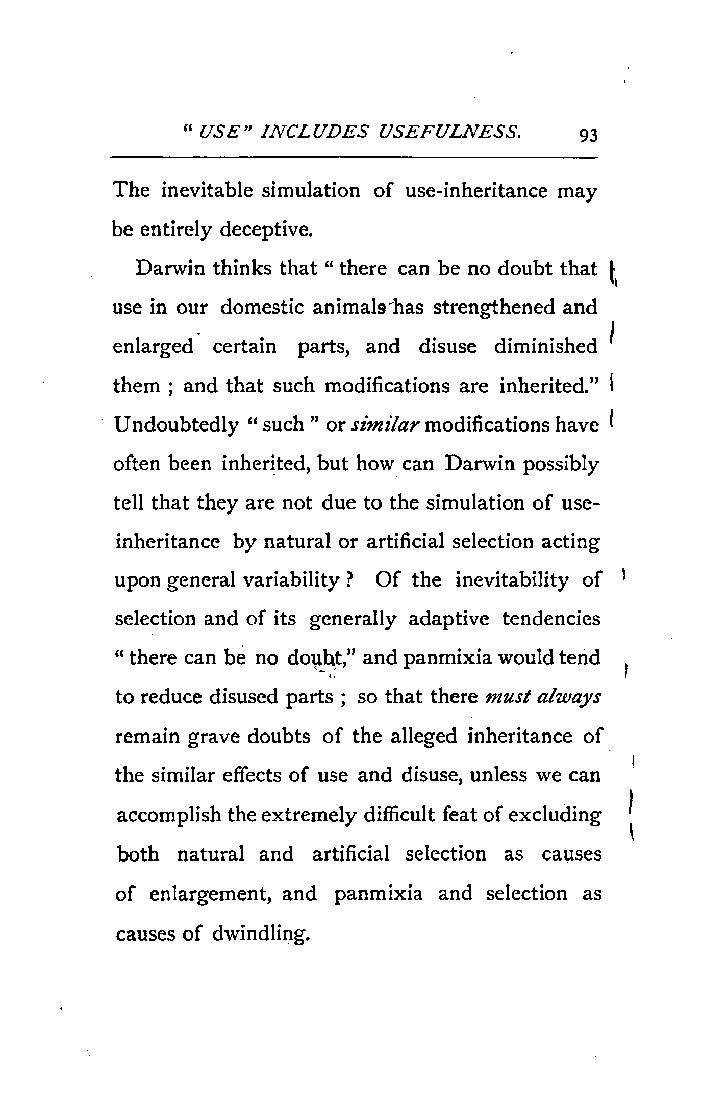 “ USE” INCLUDES USEFULNESS. 93
The inevitable simulation of use-inheritance may
be entirely deceptive.
Darwin thinks that “ there can be no doubt that
use in our domestic animals has strengthened and
enlarged certain parts, and disuse diminished
them ; and that such modifications are inherited.”
Undoubtedly “ such ” or similar modifications have
often been inherited, but how can Darwin possibly
tell that they are not due to the simulation of use-
inheritance by natural or artificial selection acting
upon general variability ? Of the inevitability of
selection and of its generally adaptive tendencies
“ there can be no doubt,” and panmixia would tend
to reduce disused parts ; so that there must always
remain grave doubts of the alleged inheritance of
the similar effects of use and disuse, unless we can
accomplish the extremely difficult feat of excluding
both natural and artificial selection as causes
of enlargement, and panmixia and selection as
causes of dwindling.